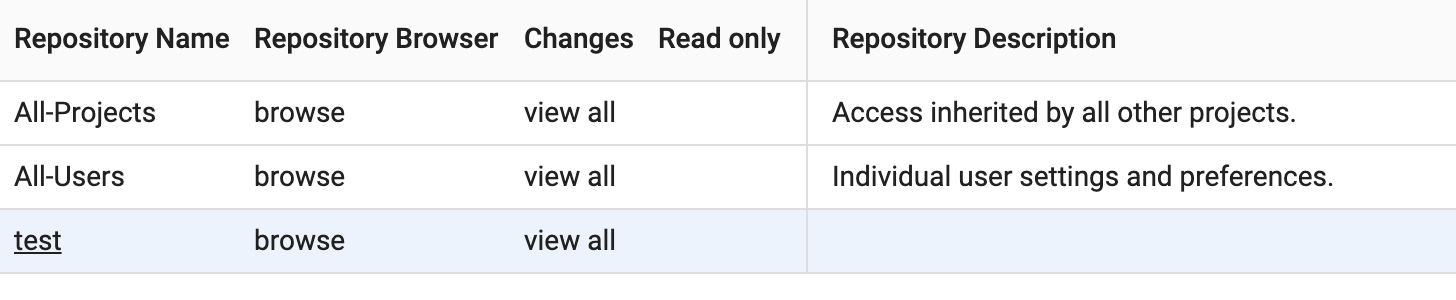 Repository Name Repository Browser Changes Read only Repository Description
All-Projects browse view all Access inherited by all other projects.
All-Users browse view all Individual user settings and preferences.
test browse view all